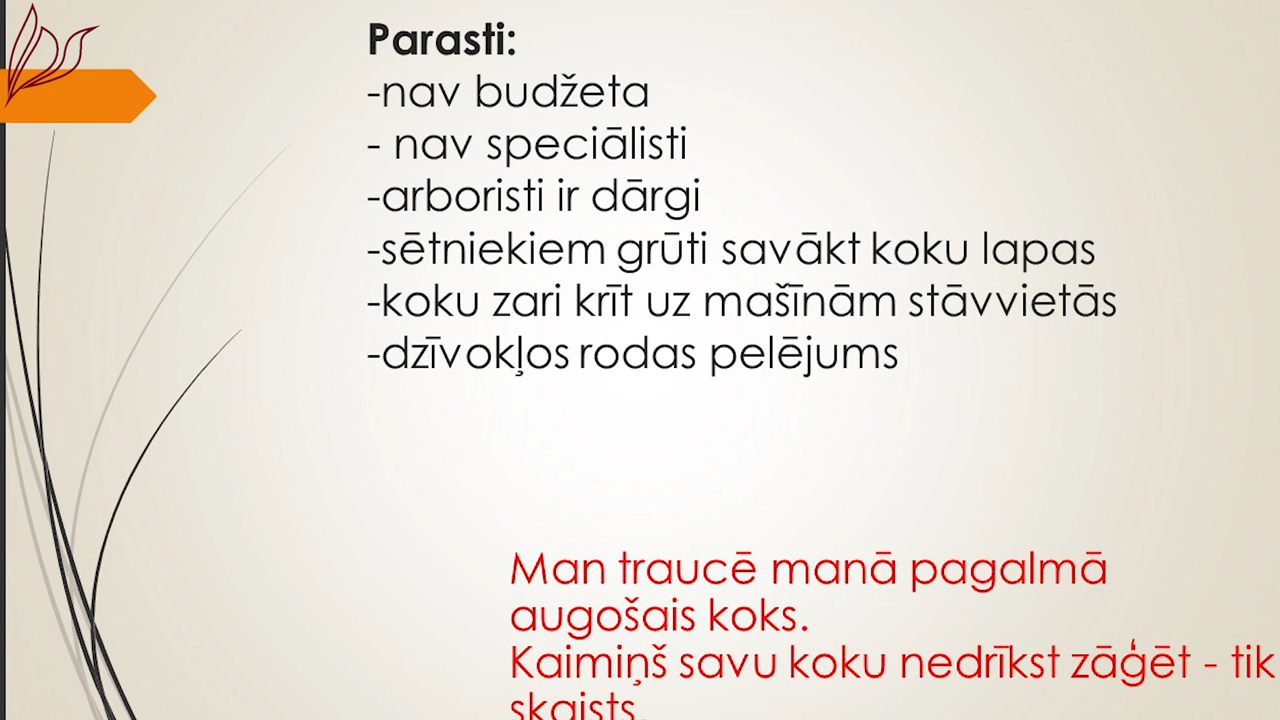 Parasti:
-nav budžeta
- nav speciālisti
-arboristi ir dārgi
-sētniekiem grūti savākt koku lapas
-koku zari krīt uz mašīnām stāvvietās
-dzīvokļos rodas pelējums
Man traucē manā pagalmā
augošais koks.
Kaimiņš savu koku nedrīkst zāģēt - tik
skaists.